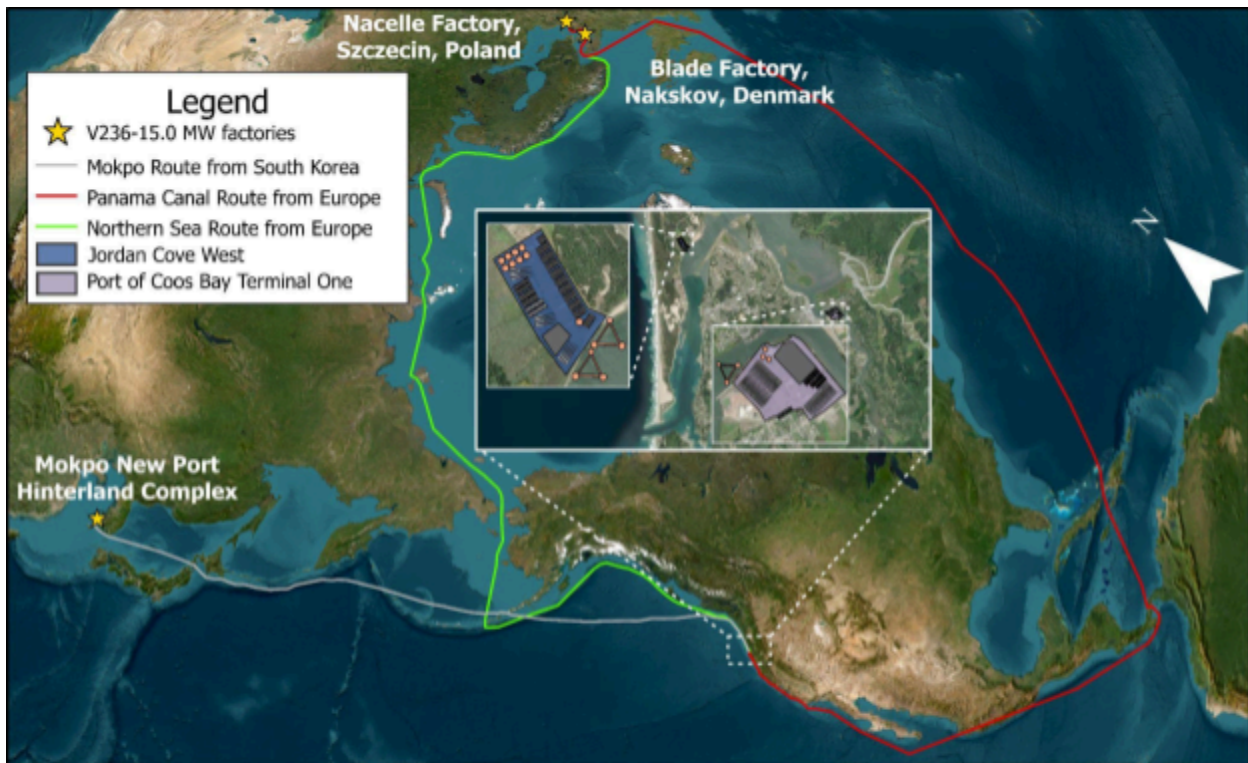 Nacelle Factory,
Szczecin, Poland
Blade Factory,
Nakskov, Denmark
Legend
V236-15.0 MW factories
Mokpo Route from South Korea
Panama Canal Route from Europe
Northern Sea Route from Europe
Jordan Cove West
Port of Coos Bay Terminal One
N
Mokpo New Port
Hinterland Complex